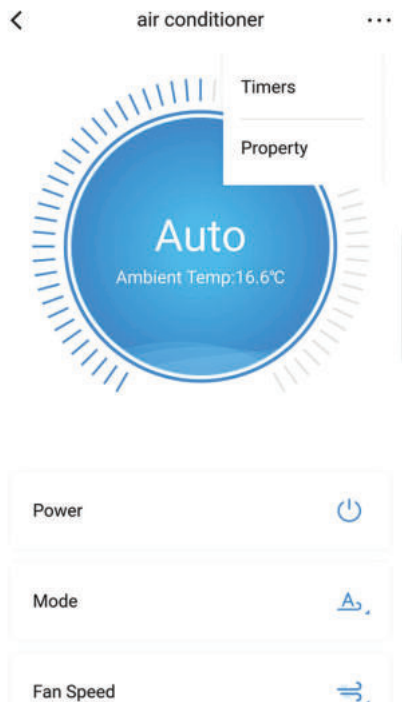 air conditioner
Timers
Property
Auto
Ambient Temp:16.6℃
Power
Mode
A
Fan Speed